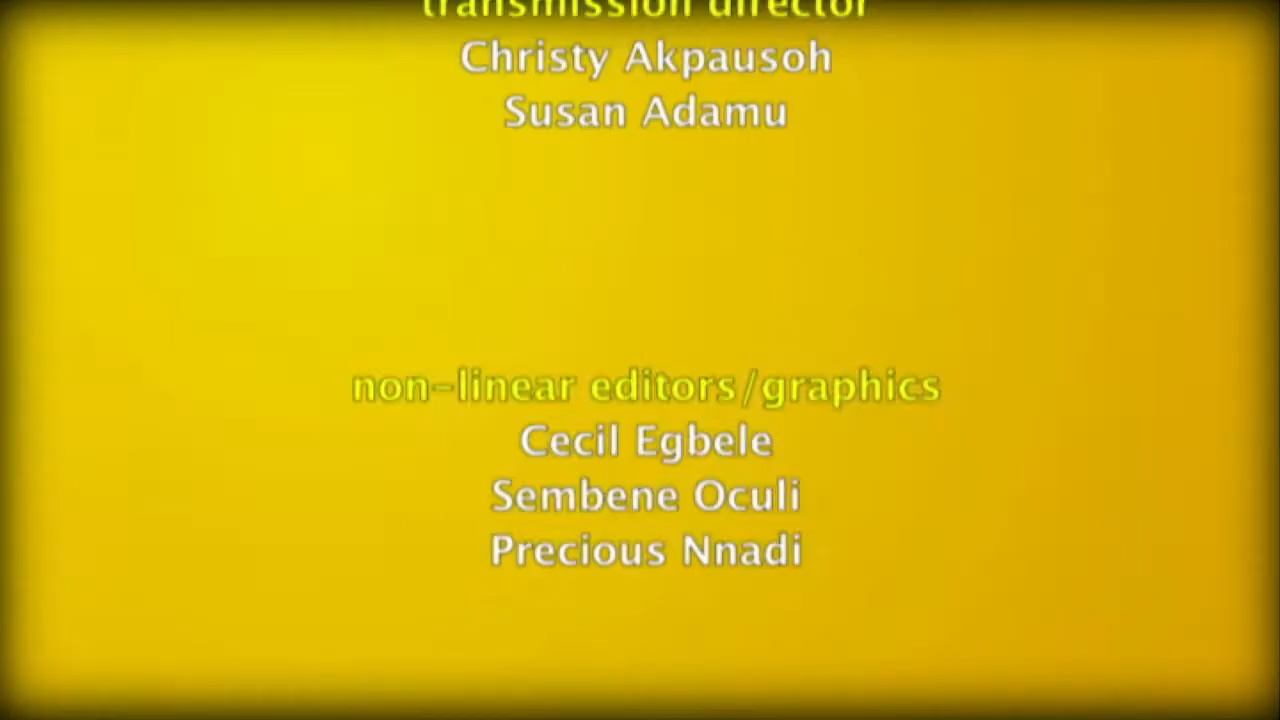 transmission director
Christy Akpausoh
Susan Adamu
non-linear editors/graphics
Cecil Egbele
Sembene Oculi
Precious Nnadi